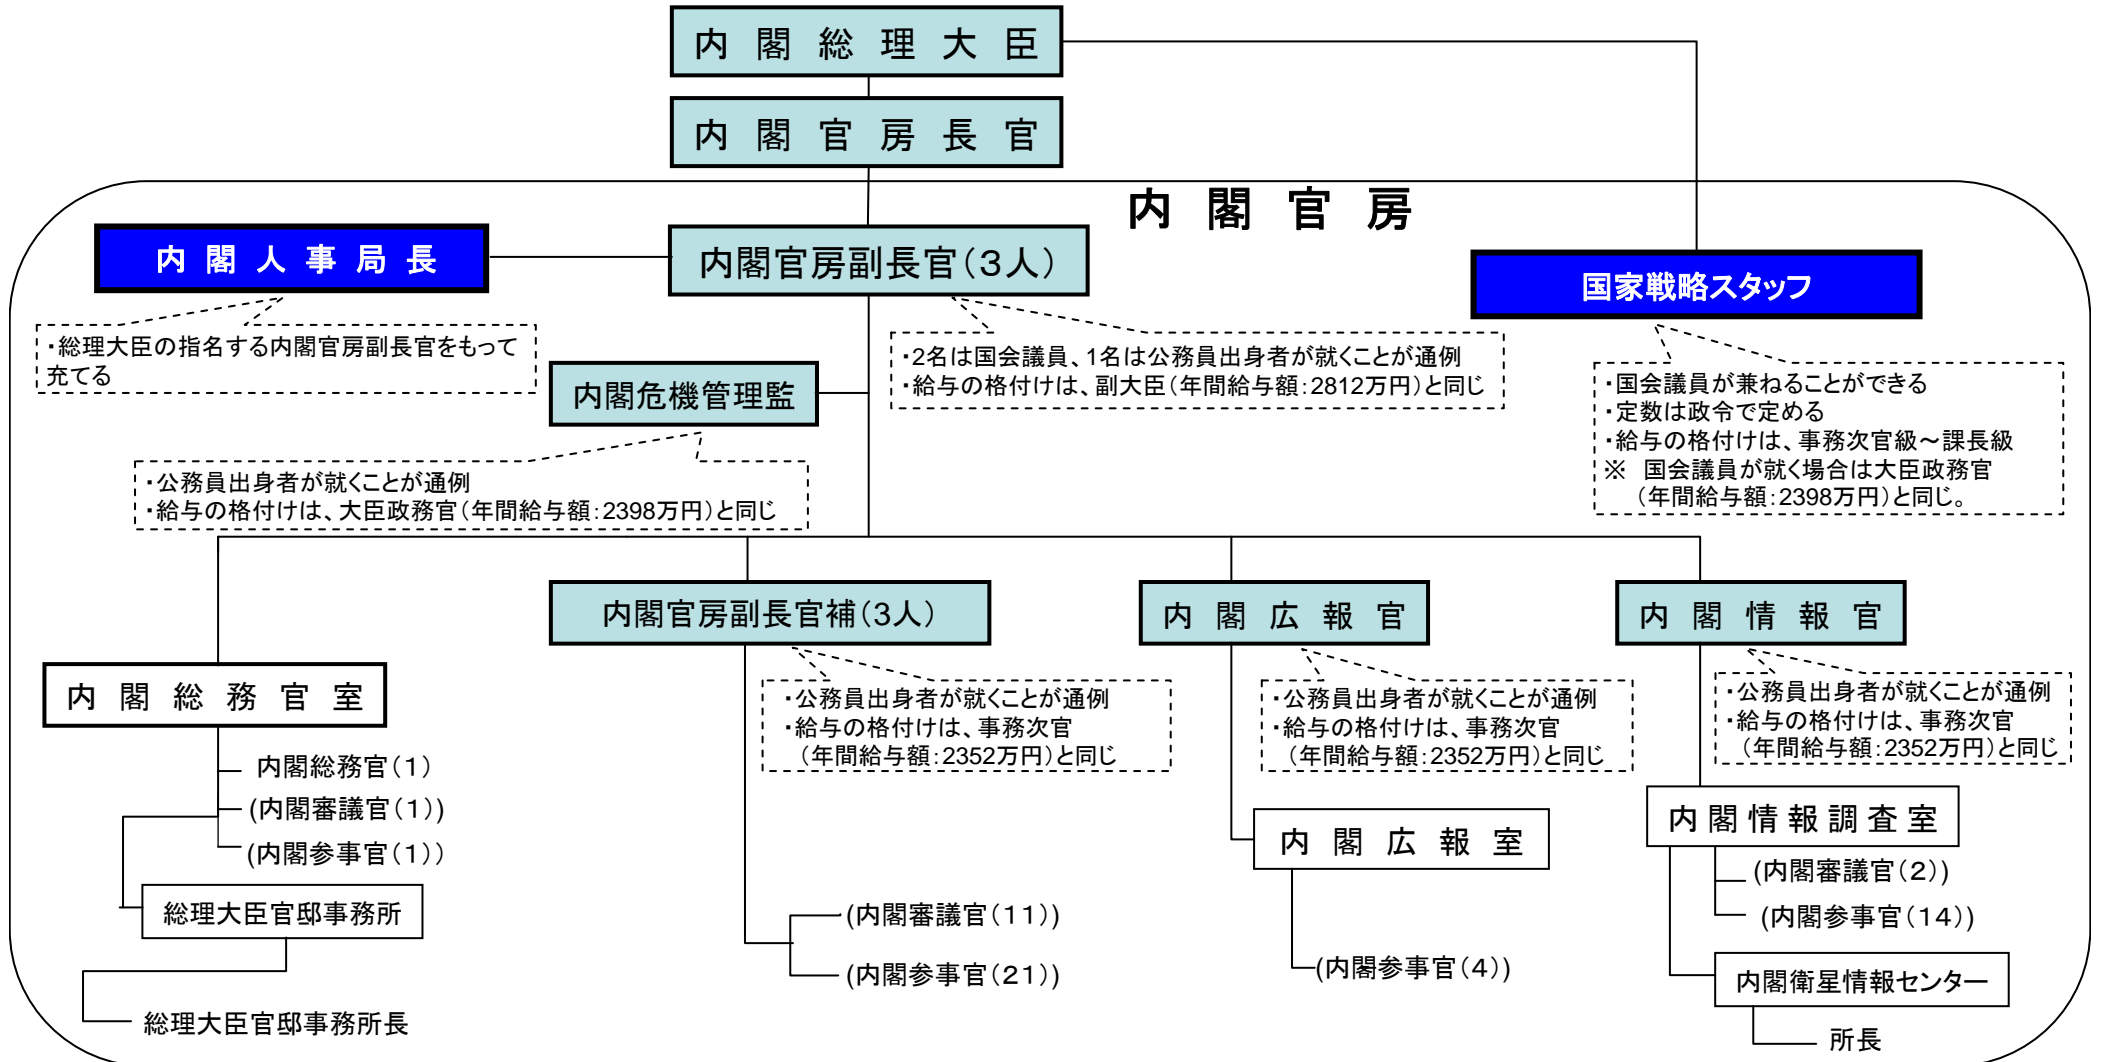 内閣総理大臣
内閣官房長官
内閣官房
内閣人事局長
内閣官房副長官(3人)
国家戦略スタッフ
・総理大臣の指名する内閣官房副長官をもって
充てる
・2名は国会議員、1名は公務員出身者が就くことが通例
・給与の格付けは、副大臣(年間給与額:2812万円)と同じ
内閣危機管理監
・国会議員が兼ねることができる
・定数は政令で定める
・給与の格付けは、事務次官級～課長級
※ 国会議員が就く場合は大臣政務官
(年間給与額:2398万円)と同じ。
・公務員出身者が就くことが通例
・給与の格付けは、大臣政務官(年間給与額:2398万円)と同じ
内閣官房副長官補(3人)
内閣広報官
内閣情報官
内閣総務官室
・公務員出身者が就くことが通例
・給与の格付けは、事務次官
(年間給与額:2352万円)と同じ
・公務員出身者が就くことが通例
・給与の格付けは、事務次官
(年間給与額:2352万円)と同じ
・公務員出身者が就くことが通例
・給与の格付けは、事務次官
(年間給与額:2352万円)と同じ
内閣総務官(1)
(内閣審議官(1))
(内閣参事官(1))
総理大臣官邸事務所
総理大臣官邸事務所長
(内閣審議官(11))
(内閣参事官(21))
内閣広報室
(内閣参事官(4))
内閣情報調査室
(内閣審議官(2))
(内閣参事官(14))
内閣衛星情報センター
所長